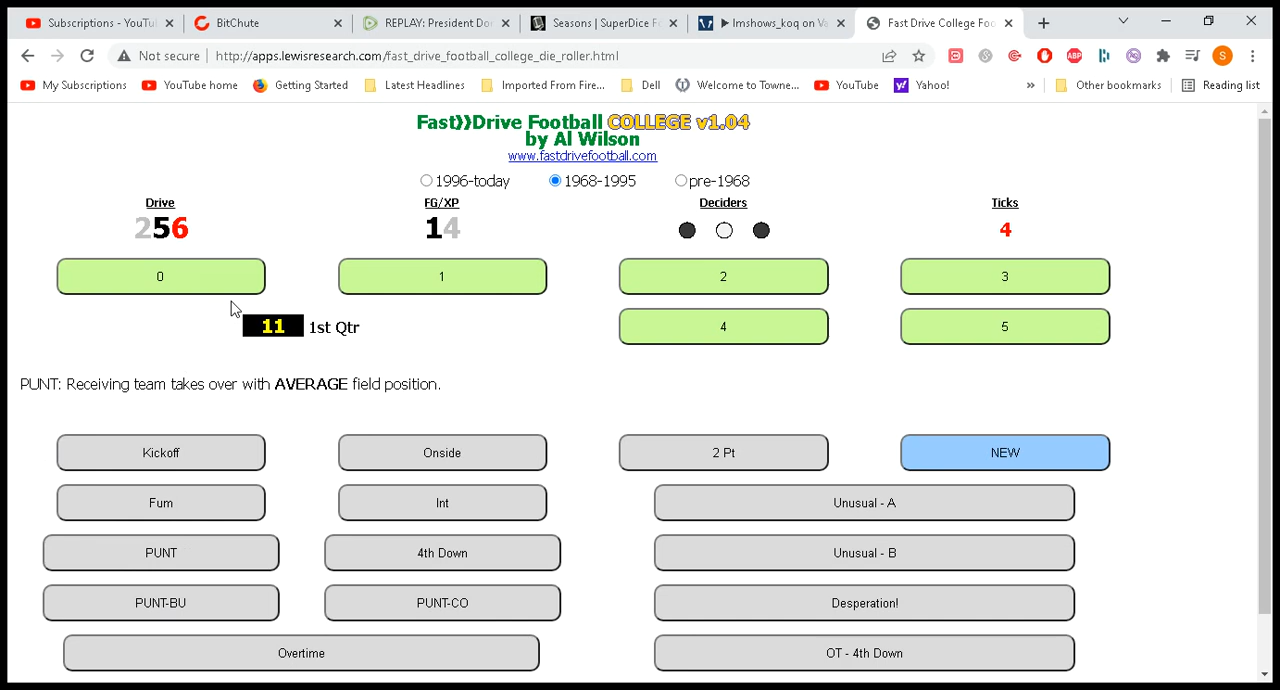 Subscriptions - YouTu
BitChute
REPLAY: President Do
Seasons | SuperDice F
▶ Imshows_koq on Va
Fast Drive College Foo
Not secure | http://apps.lewisresearch.com/fast_drive_football_college_die_roller.html
ABP
S
My Subscriptions
YouTube home
Getting Started
Latest Headlines
Imported From Fire...
Dell
Welcome to Towne...
YouTube
Yahoo!
»
Other bookmarks
Reading list
Fast))Drive Football COLLEGE v1.04
by Al Wilson
www.fastdrivefootball.com
1996-today 1968-1995 pre-1968
Drive FG/XP Deciders Ticks
256 14 4
0 1 2 3
11 1st Qtr 4 5
PUNT: Receiving team takes over with AVERAGE field position.
Kickoff Onside 2 Pt NEW
Fum Int Unusual - A
PUNT 4th Down Unusual - B
PUNT-BU PUNT-CO Desperation!
Overtime OT - 4th Down